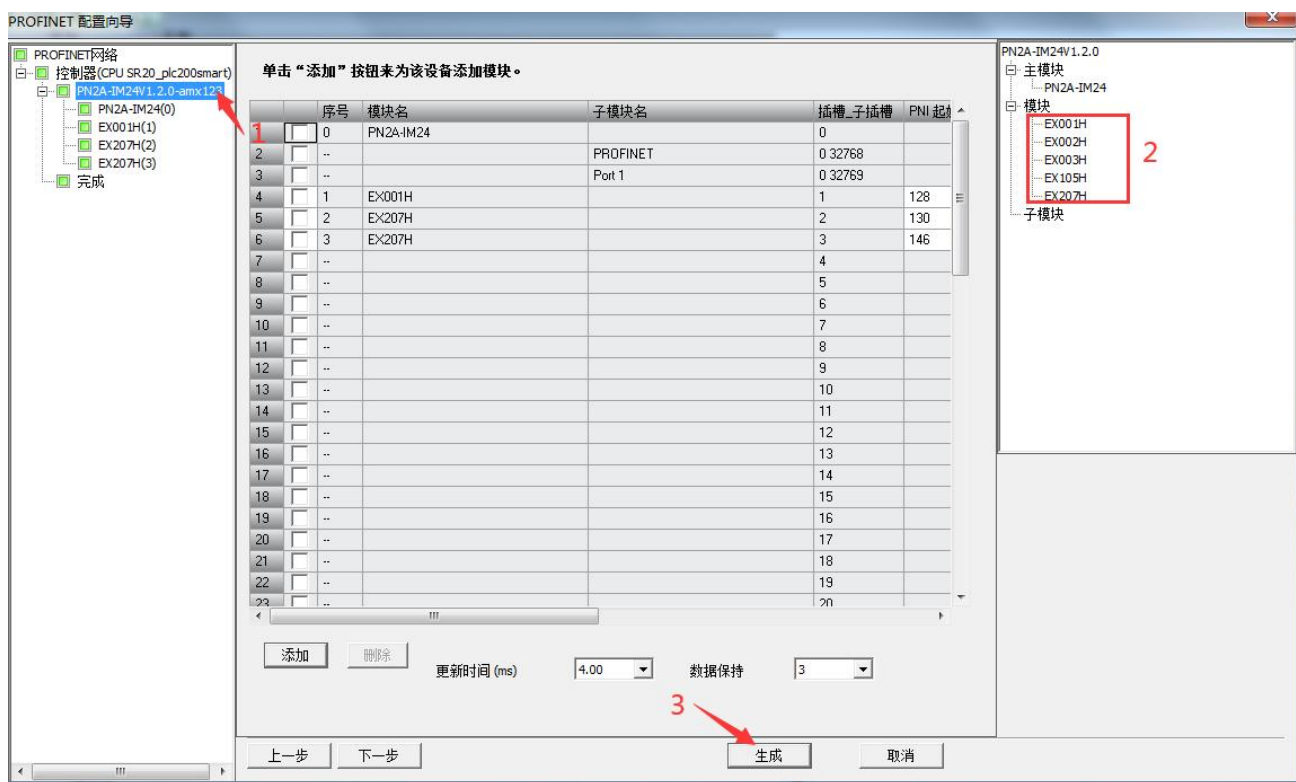 PROFINET 配置向导
PROFINET网络
控制器(CPU SR20_plc200smart)
PN2A-IM24V1.2.0-amx123
PN2A-IM24(0)
EX001H(1)
EX207H(2)
EX207H(3)
完成
单击“添加”按钮来为该设备添加模块。
序号 模块名 子模块名 插槽_子插槽 PNI 起始
1 0 PN2A-IM24 0
2 -- PROFINET 0 32768
3 -- Port 1 0 32769
4 1 EX001H 1 128
5 2 EX207H 2 130
6 3 EX207H 3 146
7 -- 4
8 -- 5
9 -- 6
10 -- 7
11 -- 8
12 -- 9
13 -- 10
14 -- 11
15 -- 12
16 -- 13
17 -- 14
18 -- 15
19 -- 16
20 -- 17
21 -- 18
22 -- 19
23 -- 20
添加 删除
更新时间 (ms) 4.00 数据保持 3
3
上一步 下一步 生成 取消
PN2A-IM24V1.2.0
主模块
PN2A-IM24
模块
EX001H
EX002H
EX003H
EX105H
EX207H
2
子模块